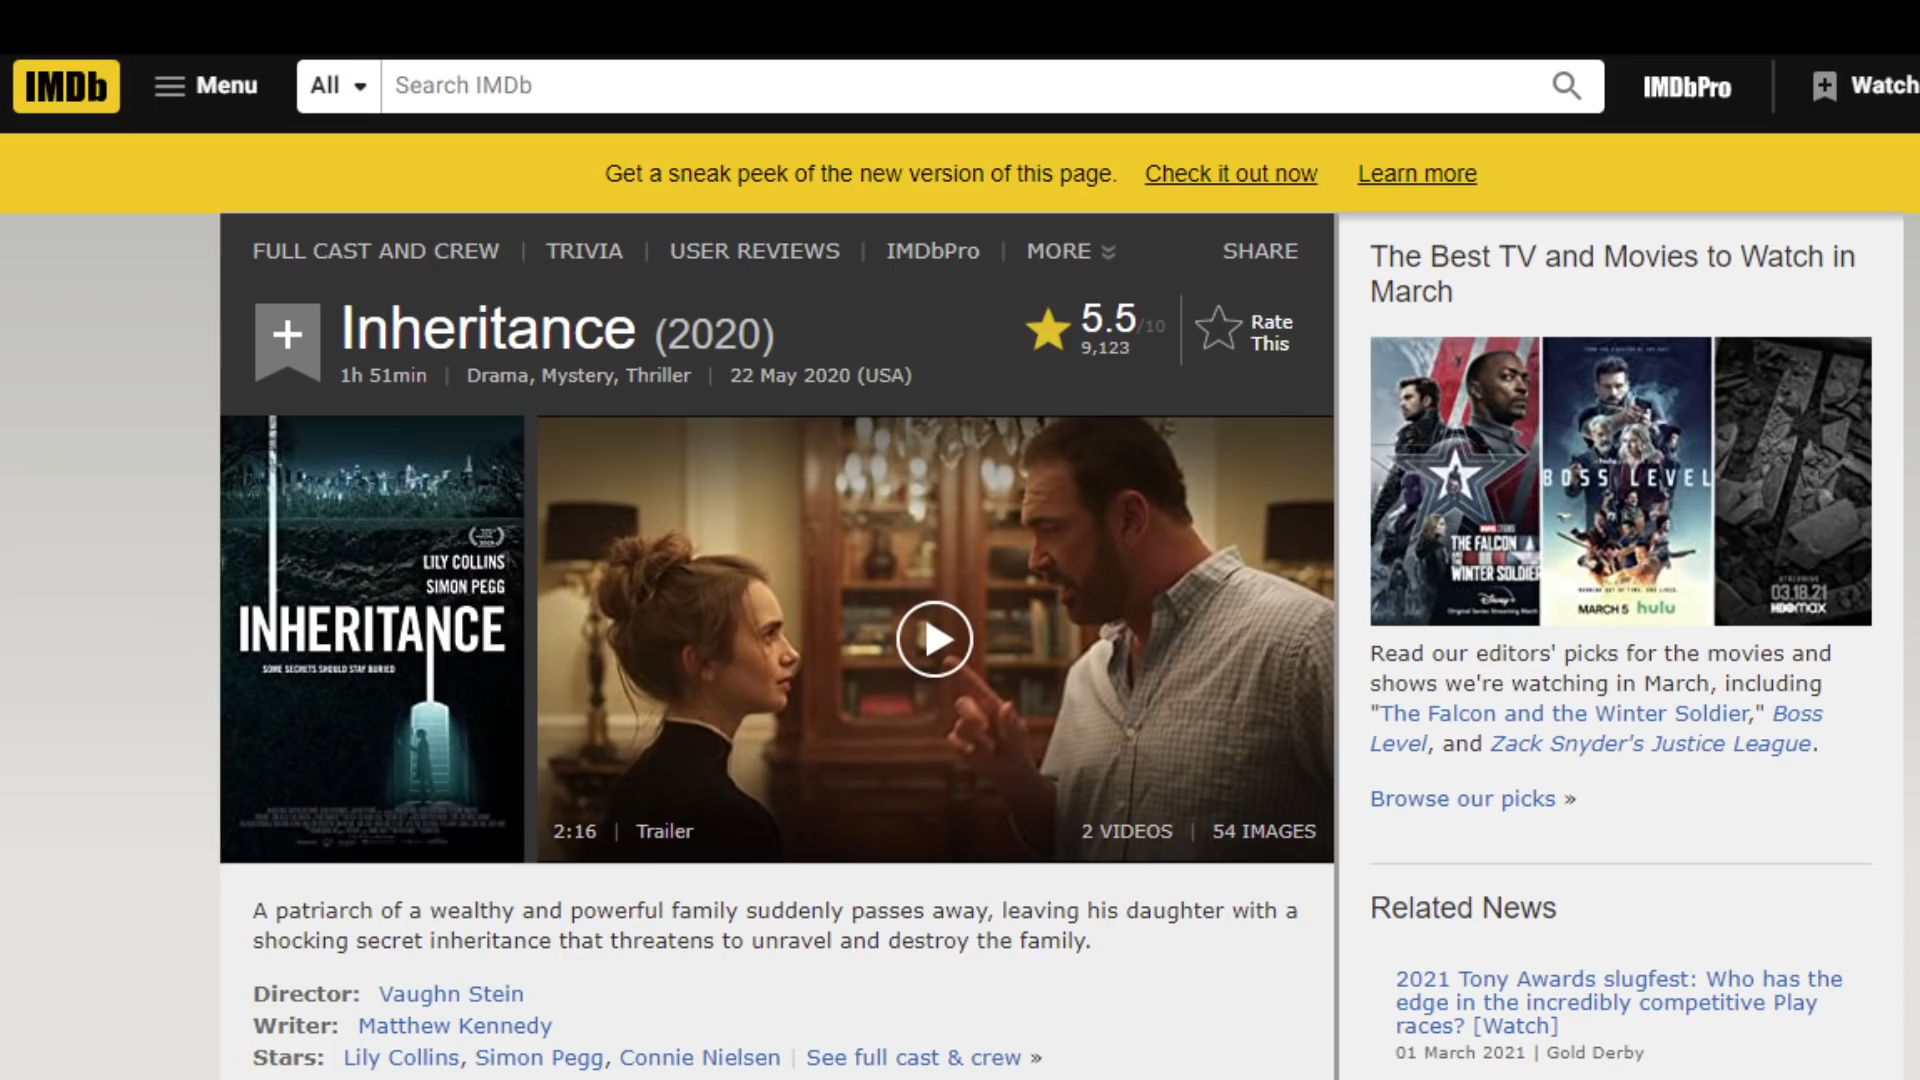 IMDb
Menu
All
Search IMDb
IMDbPro
Watch
Get a sneak peek of the new version of this page. Check it out now Learn more
FULL CAST AND CREW | TRIVIA | USER REVIEWS | IMDbPro | MORE SHARE
Inheritance (2020)
1h 51min | Drama, Mystery, Thriller | 22 May 2020 (USA)
5.5/10
9,123
Rate
This
LILY COLLINS
SIMON PEGG
INHERITANCE
SOME SECRETS SHOULD STAY BURIED
2:16 | Trailer
2 VIDEOS | 54 IMAGES
A patriarch of a wealthy and powerful family suddenly passes away, leaving his daughter with a
shocking secret inheritance that threatens to unravel and destroy the family.
Director: Vaughn Stein
Writer: Matthew Kennedy
Stars: Lily Collins, Simon Pegg, Connie Nielsen | See full cast & crew »
The Best TV and Movies to Watch in
March
THE FALCON
AND THE
WINTER SOLDIER
Disney+
BOSS LEVEL
MARCH 5 hulu
STREAMING
03.18.21
HBOmax
Read our editors' picks for the movies and
shows we're watching in March, including
"The Falcon and the Winter Soldier," Boss
Level, and Zack Snyder's Justice League.
Browse our picks »
Related News
2021 Tony Awards slugfest: Who has the
edge in the incredibly competitive Play
races? [Watch]
01 March 2021 | Gold Derby